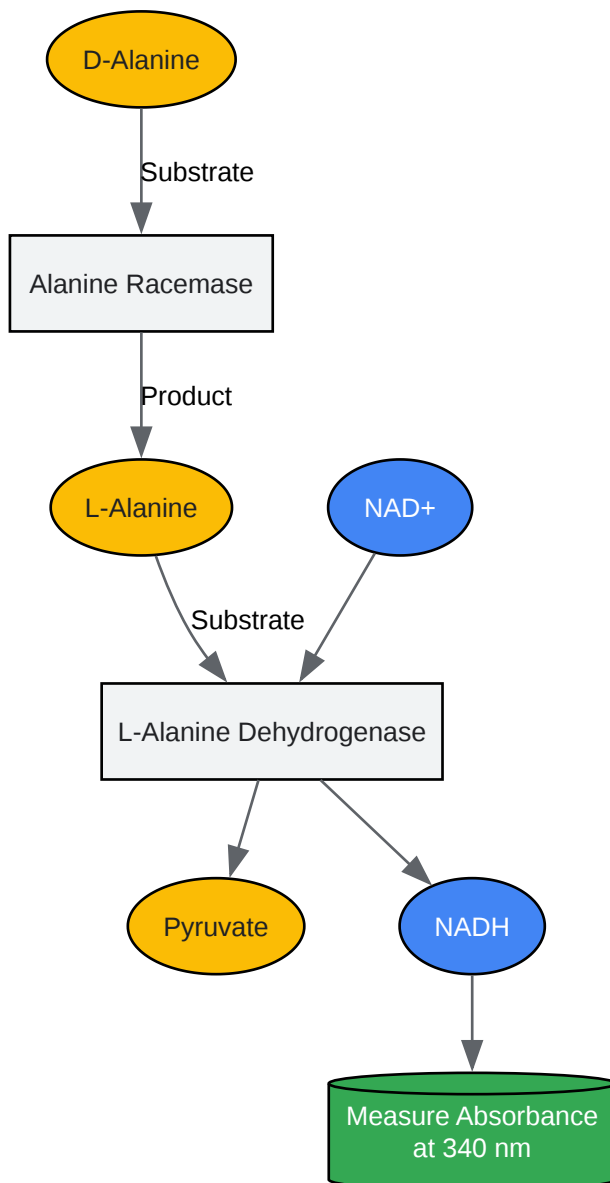 D-Alanine
Substrate
Alanine Racemase
Product
L-Alanine
NAD+
Substrate
L-Alanine Dehydrogenase
Pyruvate
NADH
Measure Absorbance
at 340 nm